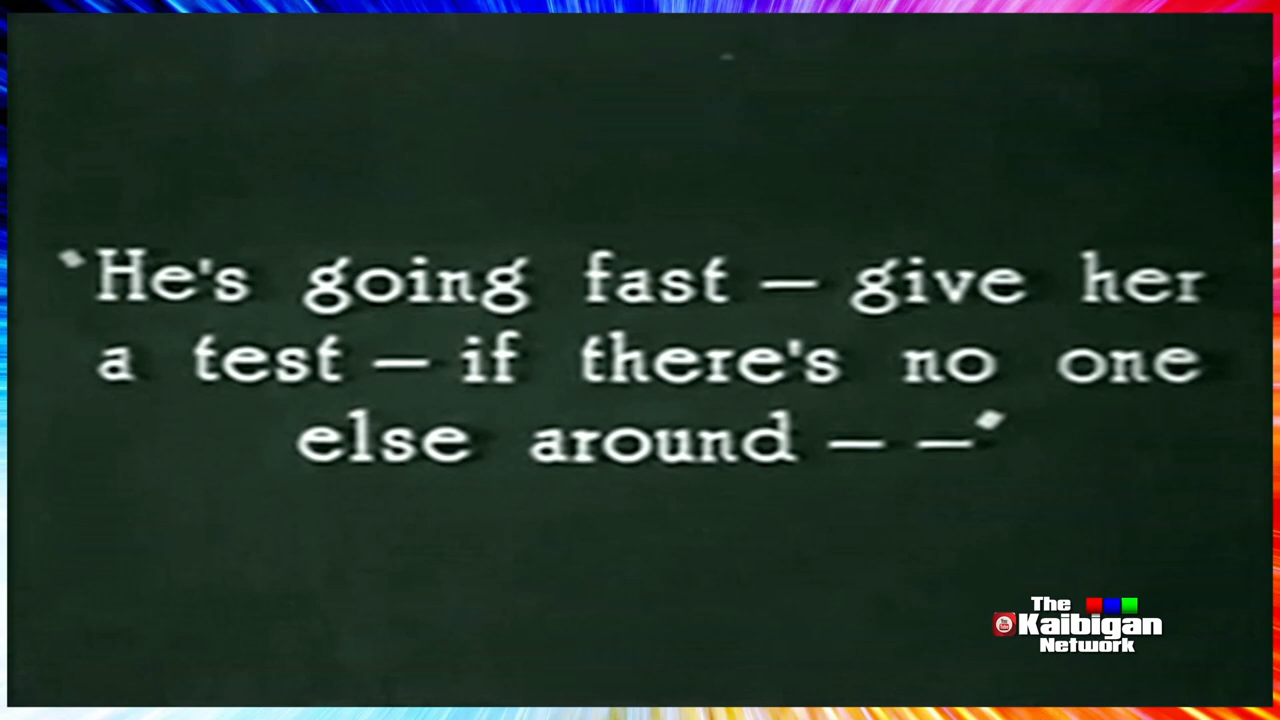 "He's going fast — give her
a test — if there's no one
else around — —"
The
Kaibigan
Network